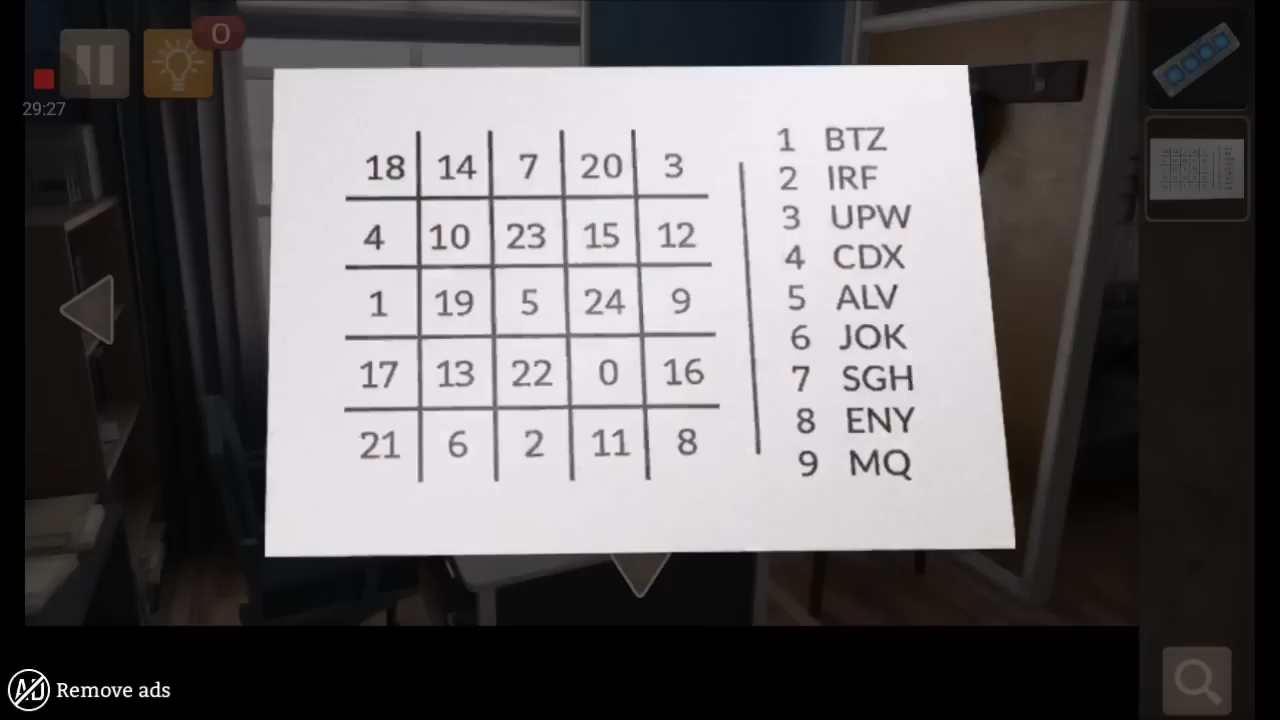 0
29:27
18 14 7 20 3
4 10 23 15 12
1 19 5 24 9
17 13 22 0 16
21 6 2 11 8
1 BTZ
2 IRF
3 UPW
4 CDX
5 ALV
6 JOK
7 SGH
8 ENY
9 MQ
AD Remove ads